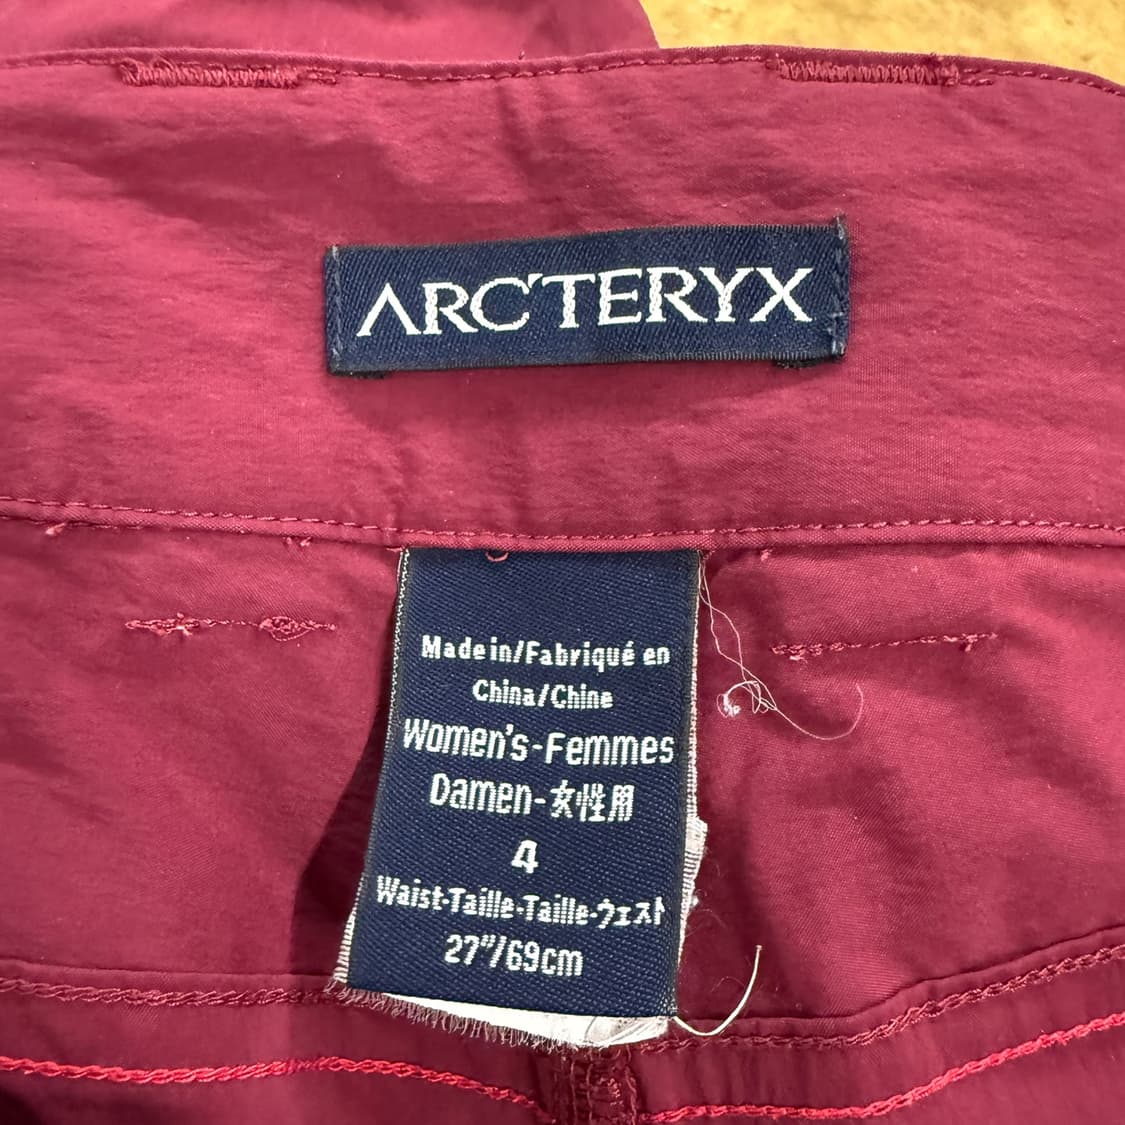 ARC'TERYX
Made in/Fabriqué en
China/Chine
Women's-Femmes
Damen-女性用
4
Waist-Taille-Taille-ウェスト
27"/69cm